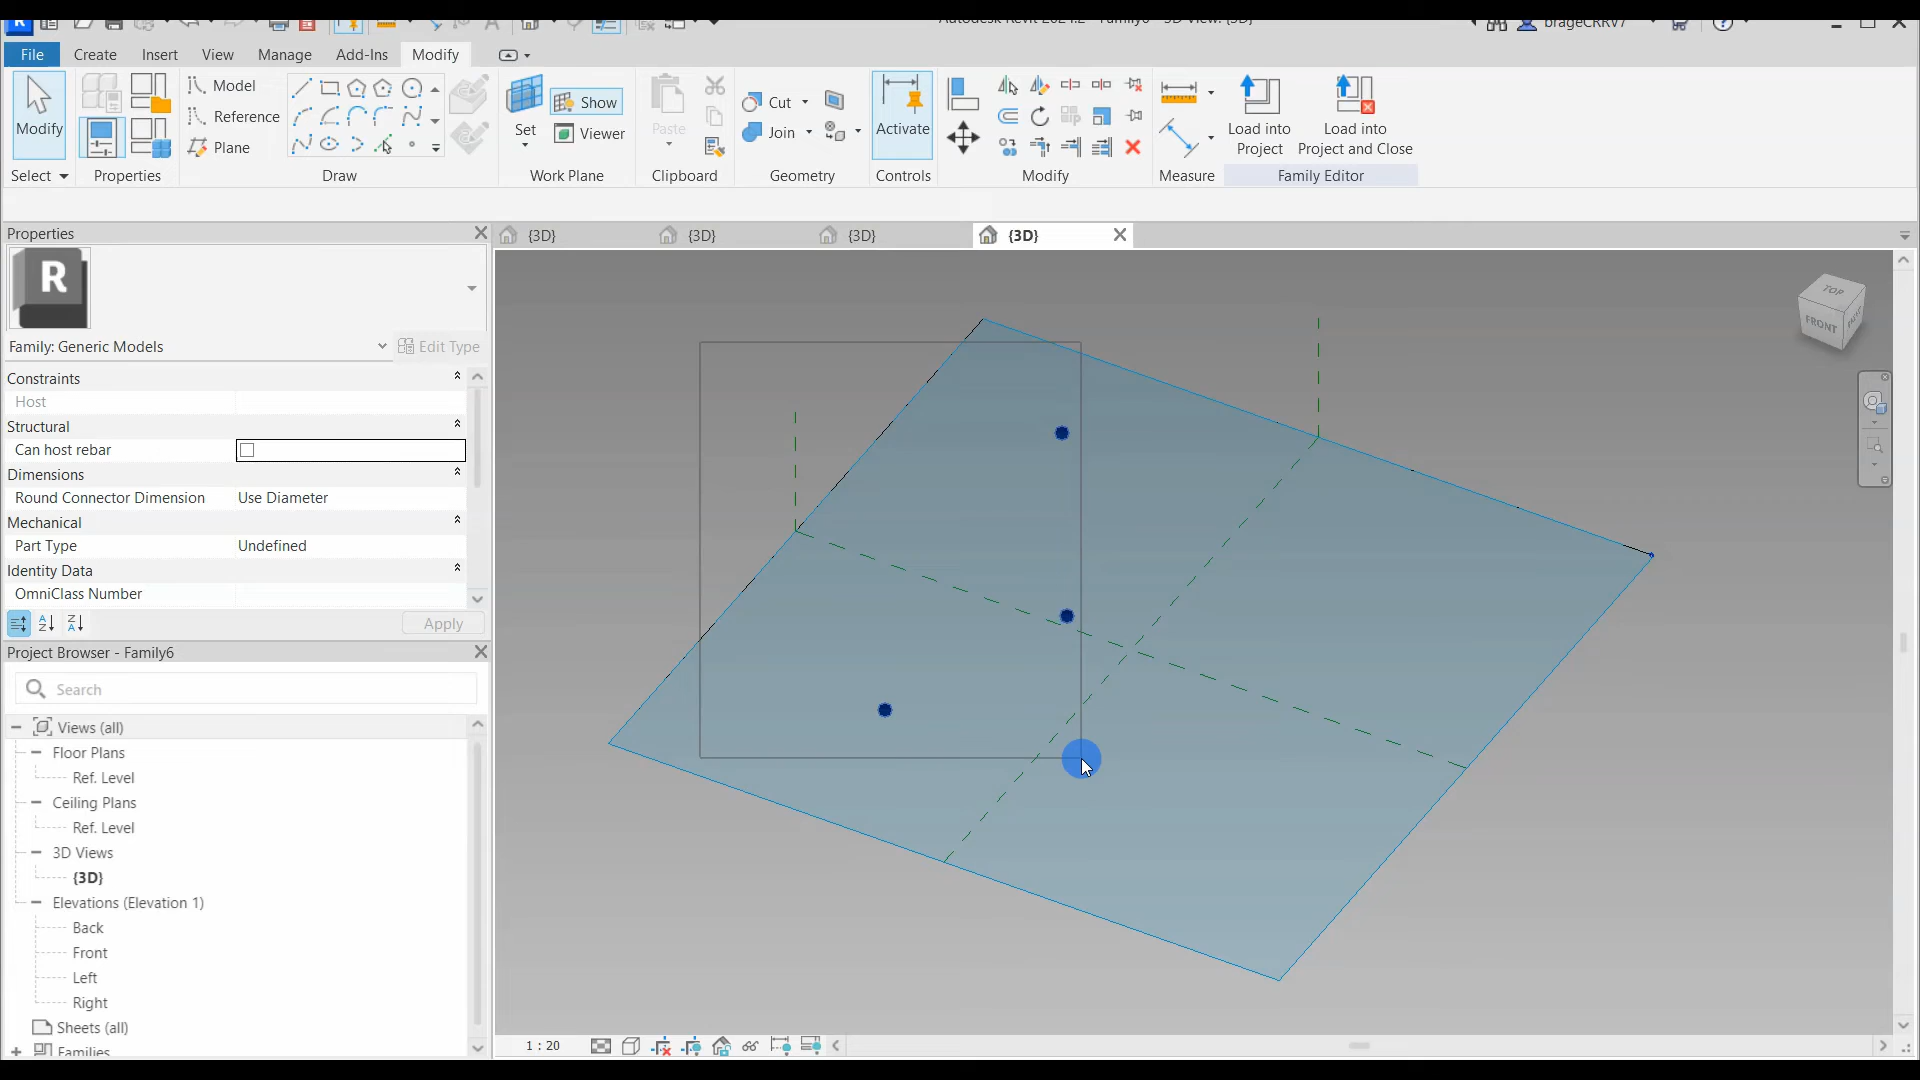 brageCRRV7
File
Create
Insert
View
Manage
Add-Ins
Modify
Modify
Select
Properties
Model
Reference
Plane
Draw
Set
Show
Viewer
Work Plane
Paste
Clipboard
Cut
Join
Geometry
Activate
Controls
Modify
Measure
Load into
Project
Load into
Project and Close
Family Editor
Properties
{3D}
{3D}
{3D}
{3D}
R
Family: Generic Models
Edit Type
Constraints
Host
Structural
Can host rebar
Dimensions
Round Connector Dimension
Use Diameter
Mechanical
Part Type
Undefined
Identity Data
OmniClass Number
Apply
Project Browser - Family6
Search
Views (all)
Floor Plans
Ref. Level
Ceiling Plans
Ref. Level
3D Views
{3D}
Elevations (Elevation 1)
Back
Front
Left
Right
Sheets (all)
Families
TOP
FRONT
1 : 20